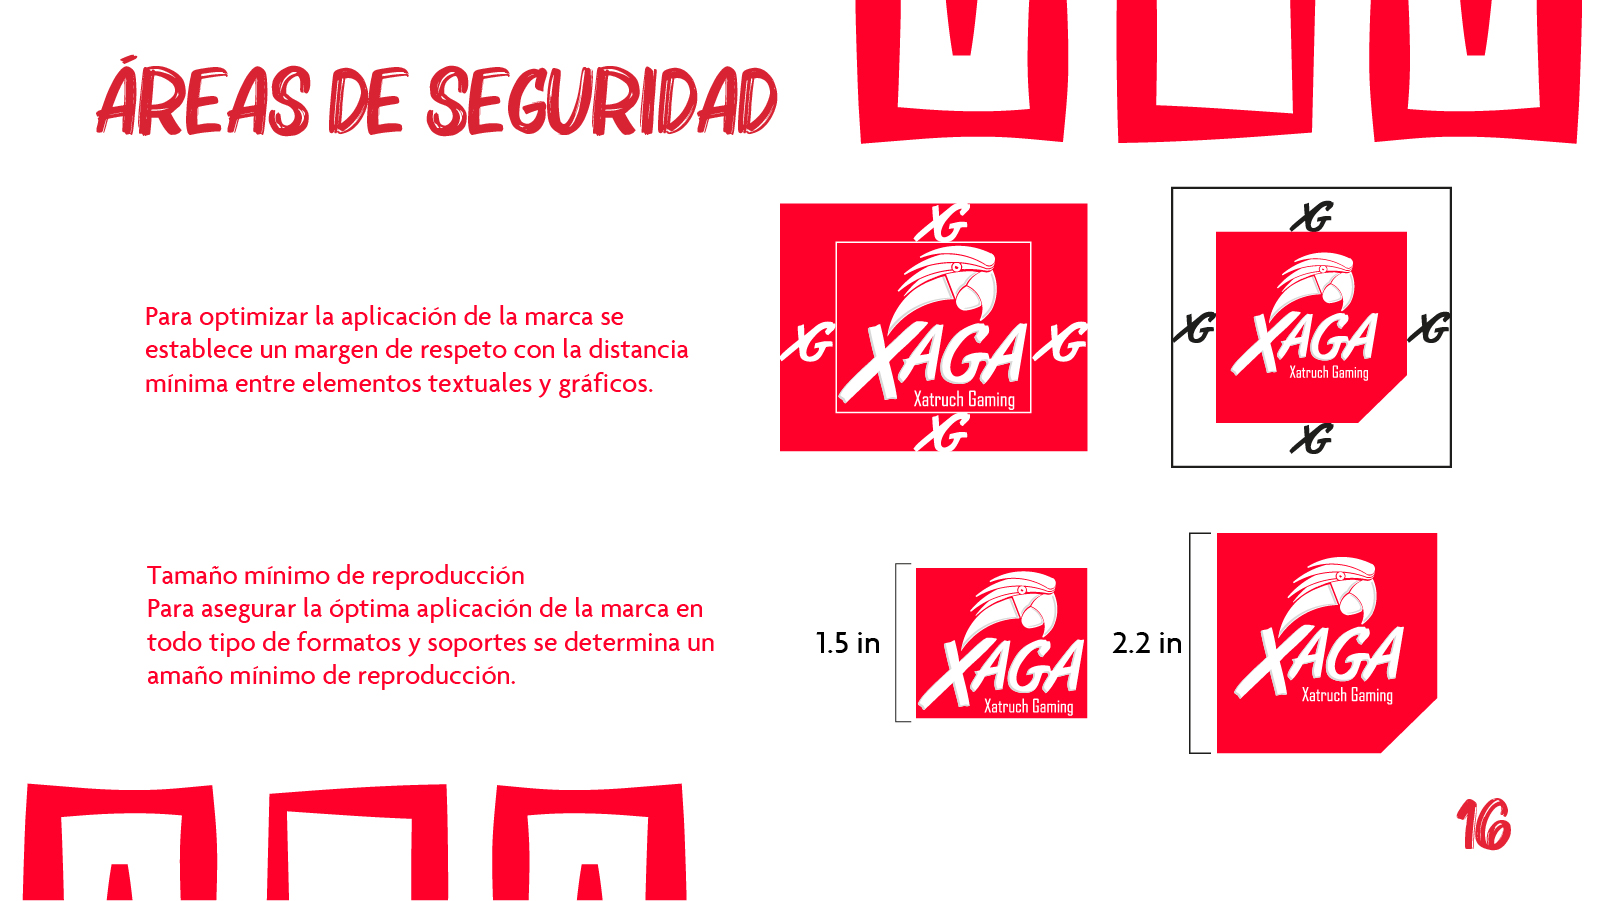 ÁREAS DE SEGURIDAD
Para optimizar la aplicación de la marca se
establece un margen de respeto con la distancia
mínima entre elementos textuales y gráficos.
XG
XG
XAGA
Xatruch Gaming
XG
XG
XG
XG
XAGA
Xatruch Gaming
XG
XG
Tamaño mínimo de reproducción
Para asegurar la óptima aplicación de la marca en
todo tipo de formatos y soportes se determina un
amaño mínimo de reproducción.
1.5 in
XAGA
Xatruch Gaming
2.2 in
XAGA
Xatruch Gaming
16